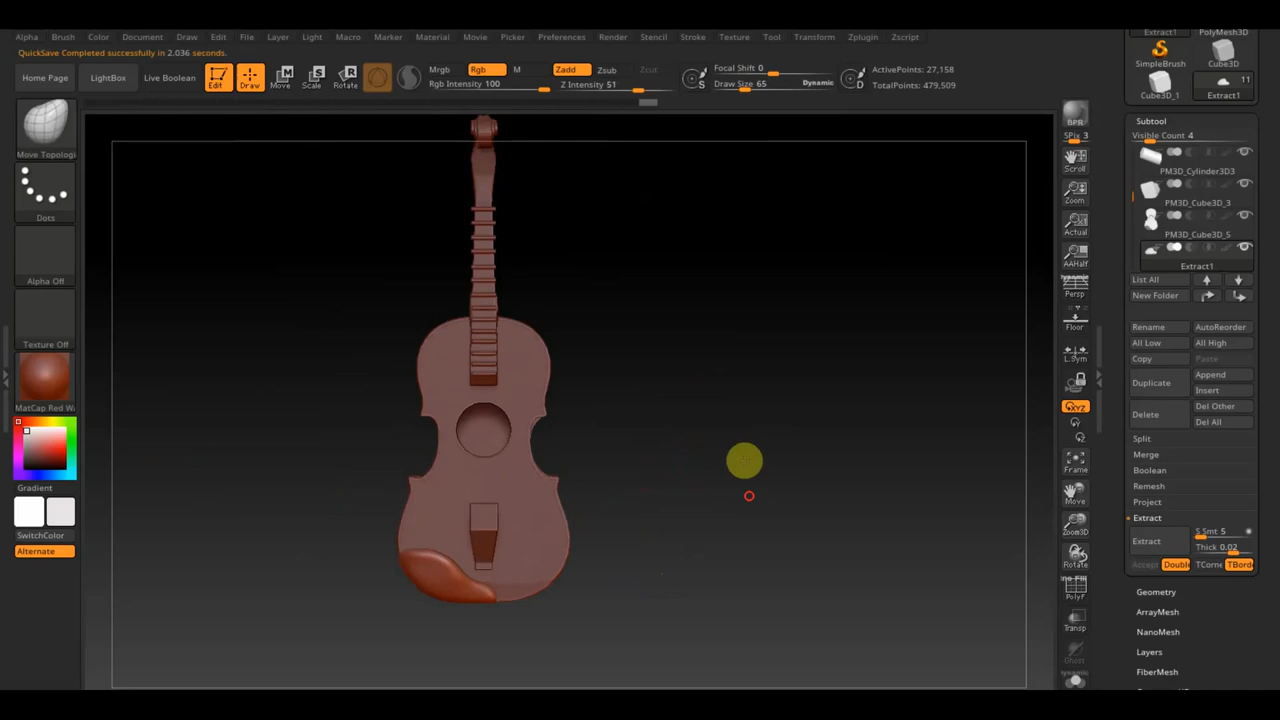 Alpha Brush Color Document Draw Edit File Layer Light Macro Marker Material Movie Picker Preferences Render Stencil Stroke Texture Tool Transform Zplugin Zscript
QuickSave Completed successfully in 2.036 seconds.
Home Page LightBox Live Boolean Edit Draw Move Scale Rotate
Mrgb Rgb M Zadd Zsub Zcut
Rgb Intensity 100 Z Intensity 51
Focal Shift 0
Draw Size 65 Dynamic
S D
ActivePoints: 27,158
TotalPoints: 479,509
Move Topologi
Dots
Alpha Off
Texture Off
MatCap Red Wa
Gradient
SwitchColor
Alternate
BPR
SPix 3
Scroll
Zoom
Actual
AAHalf
Dynamic
Persp
Floor
L.Sym
XYZ
Frame
Move
Zoom3D
Rotate
PolyF
Transp
Ghost
Dynamic
Extract1 PolyMesh3D
SimpleBrush Cube3D
Cube3D_1 11 Extract1
Subtool
Visible Count 4
PM3D_Cylinder3D3
PM3D_Cube3D_3
PM3D_Cube3D_5
Extract1
List All
New Folder
Rename AutoReorder
All Low All High
Copy Paste
Duplicate Append
Insert
Delete Del Other
Del All
Split
Merge
Boolean
Remesh
Project
Extract
Extract S Smt 5
Thick 0.02
Accept Double TCorne TBorde
Geometry
ArrayMesh
NanoMesh
Layers
FiberMesh